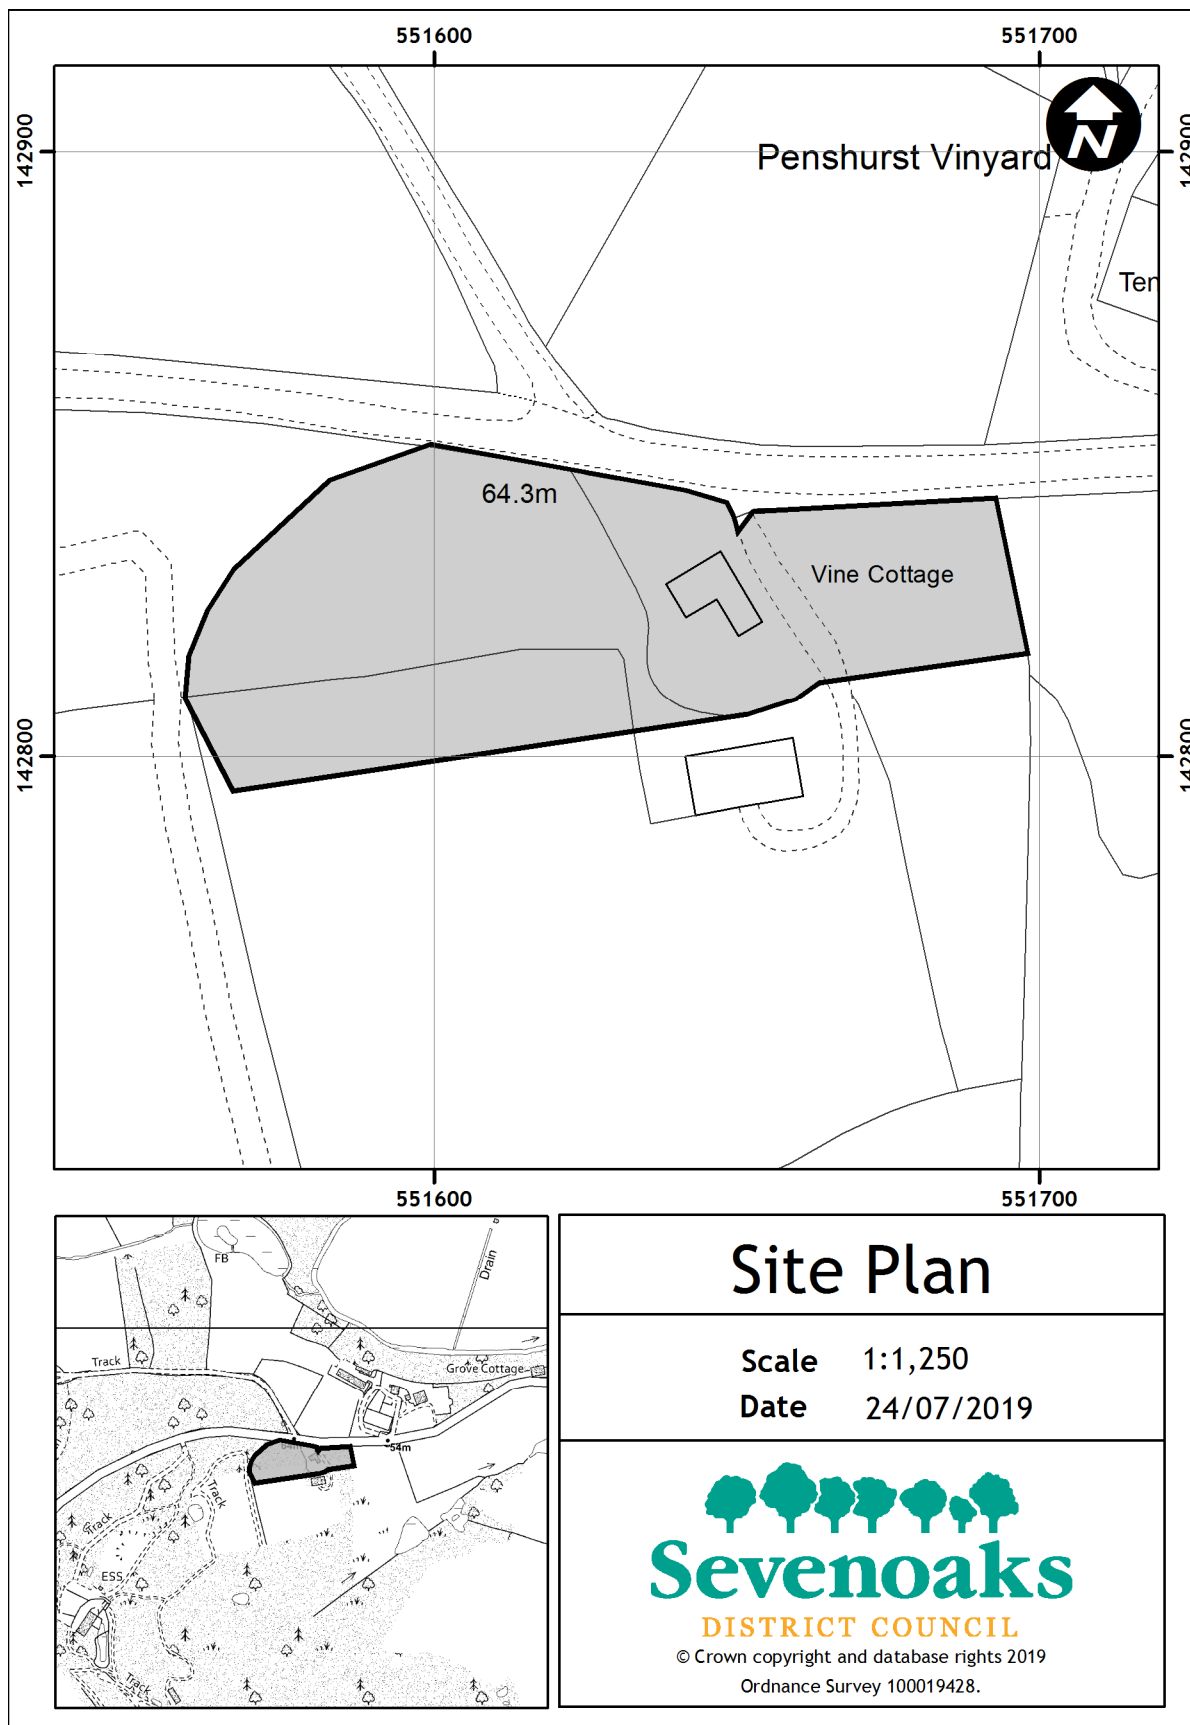 551600 551700
142900 142900
Penshurst Vinyard
N
Ten
64.3m
Vine Cottage
142800 142800
551600 551700
FB
Drain
Track
Grove Cottage
54m
Track
Track
ESS
Track
Site Plan
Scale 1:1,250
Date 24/07/2019
Sevenoaks
DISTRICT COUNCIL
© Crown copyright and database rights 2019
Ordnance Survey 100019428.